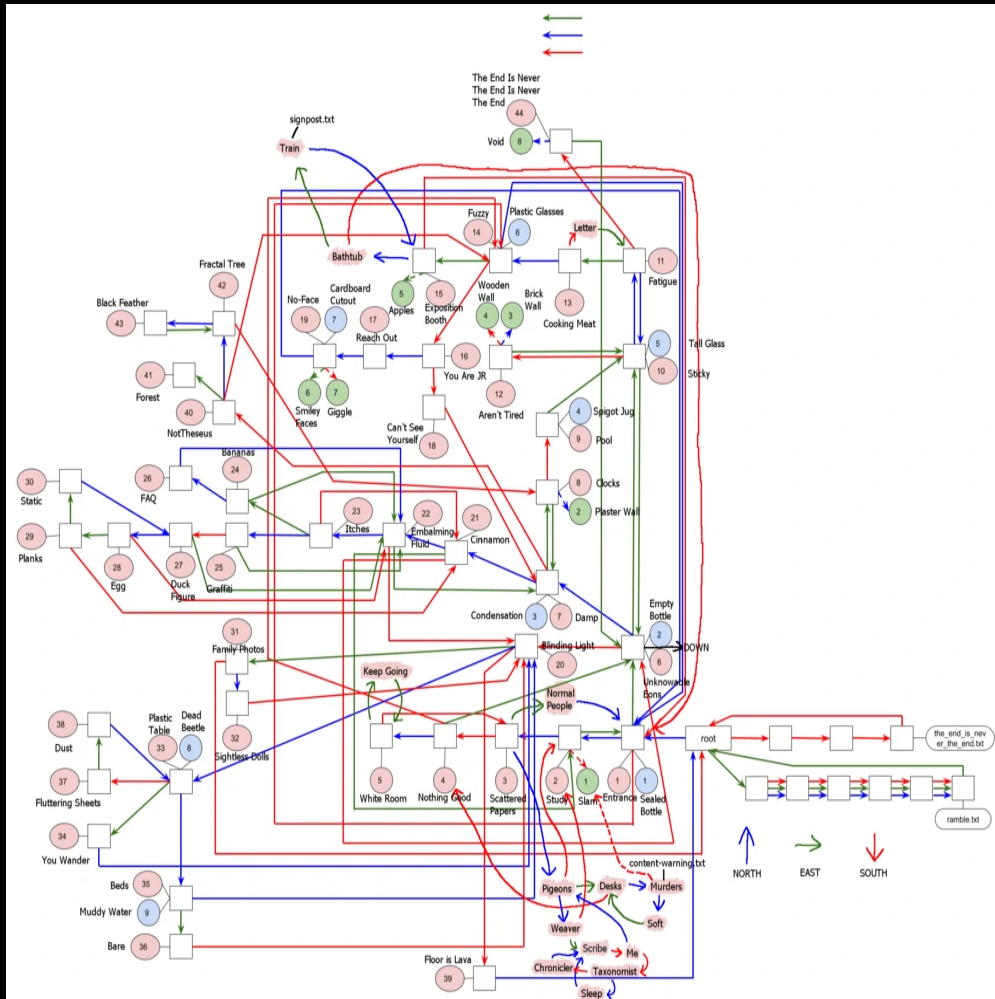 The End Is Never
The End Is Never
The End
44
signpost.txt
Void
8
Train
Fuzzy
Plastic Glasses
14
6
Letter
Bathtub
11
Fatigue
Fractal Tree
42
Cardboard
Cutout
No-Face
19
7
17
Reach Out
5
Apples
15
Exposition
Booth
Wooden
Wall
4
Brick
Wall
3
13
Cooking Meat
Black Feather
43
16
You Are JR
5
Tall Glass
10
Sticky
12
Aren't Tired
41
Forest
6
Smiley
Faces
7
Giggle
40
NotTheseus
Can't See
Yourself
18
4
Spigot Jug
9
Pool
Bananas
24
26
FAQ
30
Static
8
Clocks
2
Plaster Wall
23
Itches
22
Embalming
Fluid
21
Cinnamon
29
Planks
28
Egg
27
Duck
Figure
25
Graffiti
Condensation
3
7
Damp
Empty
Bottle
2
DOWN
6
Unknowable
Eons
31
Family Photos
Blinding Light
20
Keep Going
Normal
People
32
Sightless Dolls
38
Dust
Plastic
Table
33
Dead
Beetle
8
root
the_end_is_nev
er_the_end.txt
37
Fluttering Sheets
5
White Room
4
Nothing Good
3
Scattered
Papers
2
Study
1
Slam
1
Entrance
1
Sealed
Bottle
ramble.txt
34
You Wander
NORTH
EAST
SOUTH
content-warning.txt
Beds
35
Muddy Water
9
Pigeons
Desks
Murders
Weaver
Soft
Bare
36
Scribe
Me
Floor is Lava
39
Chronicler
Taxonomist
Sleep